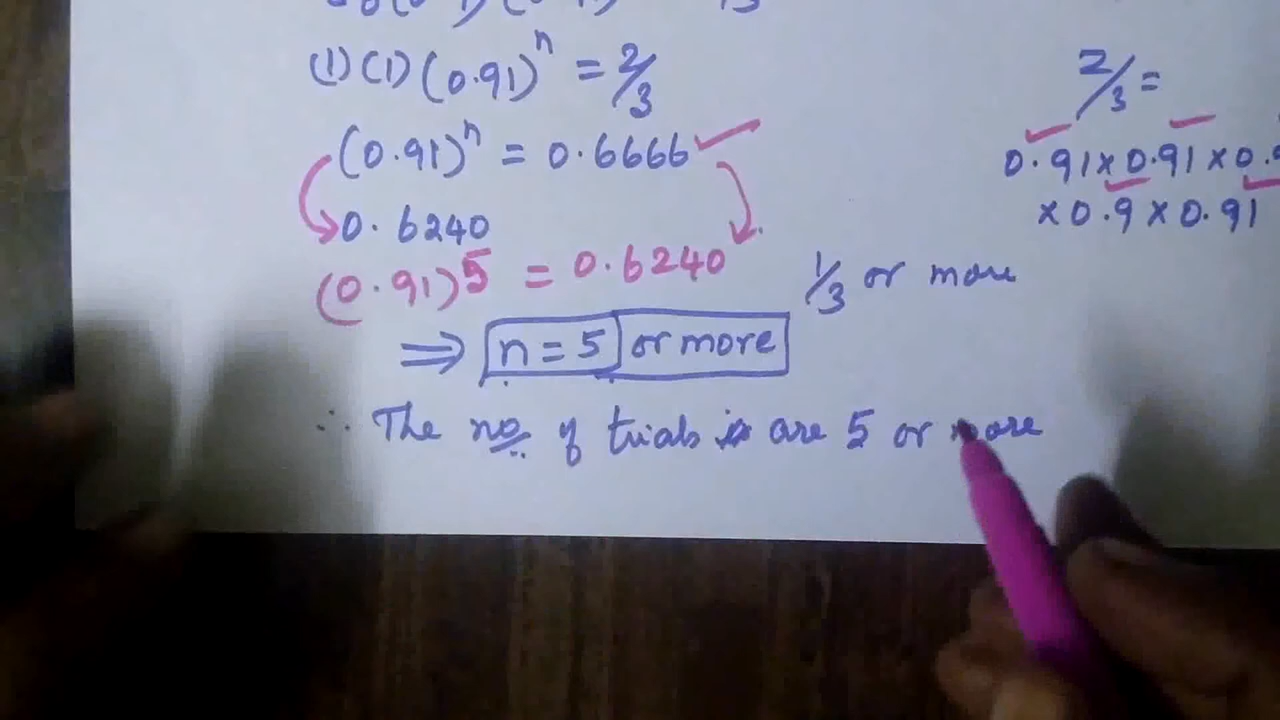 (1)(1)(0.91)^n = 2/3
(0.91)^n = 0.6666
0.6240
(0.91)^5 = 0.6240
1/3 or more
⇒ n = 5 or more
∴ The no. of trials are 5 or more
2/3 =
0.91 × 0.91 × 0.9
× 0.9 × 0.91